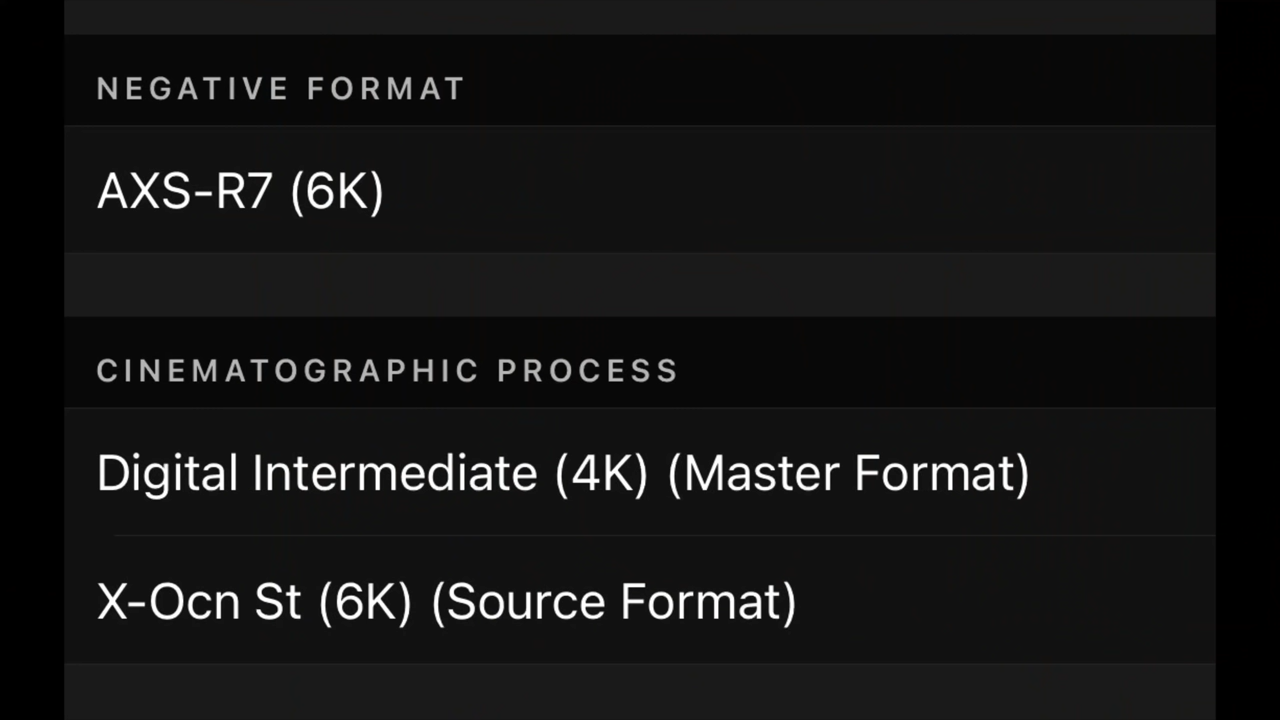 NEGATIVE FORMAT
AXS-R7 (6K)
CINEMATOGRAPHIC PROCESS
Digital Intermediate (4K) (Master Format)
X-Ocn St (6K) (Source Format)